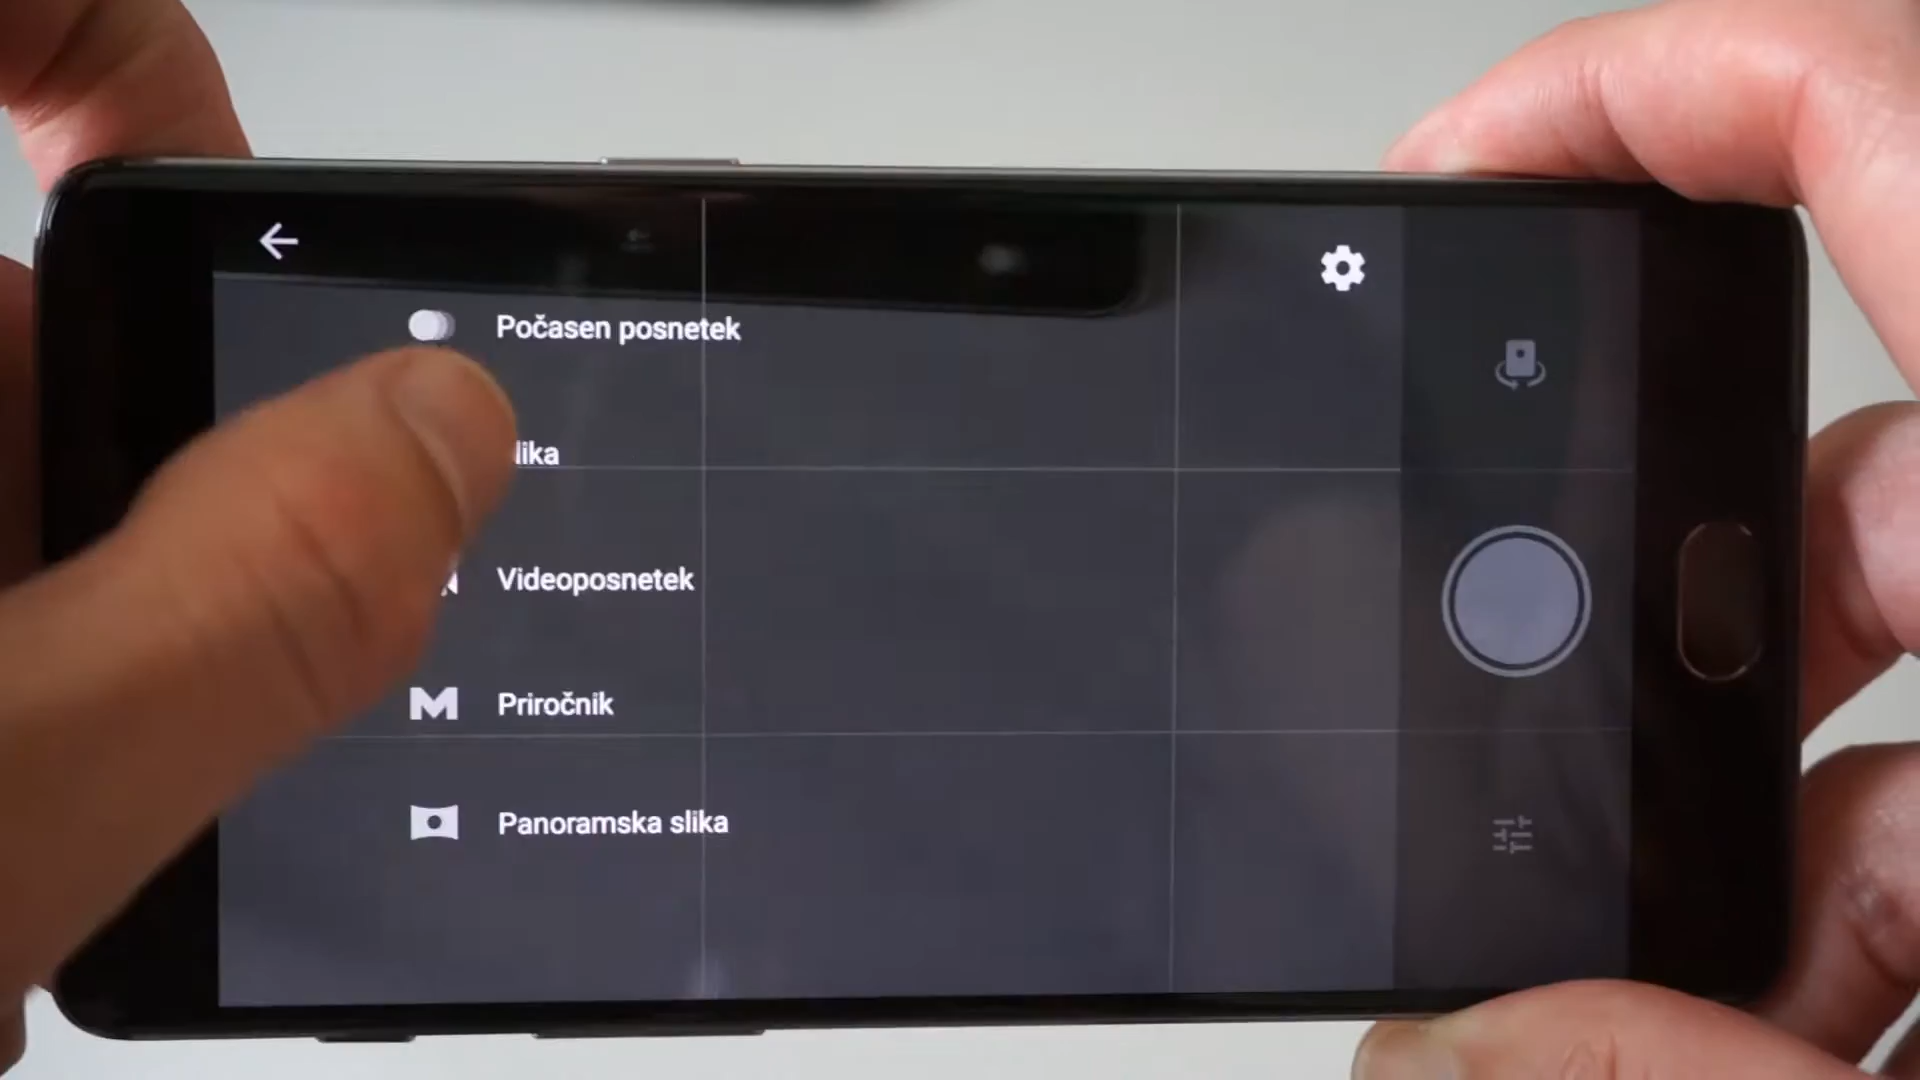 Počasen posnetek
lika
Videoposnetek
Priročnik
Panoramska slika